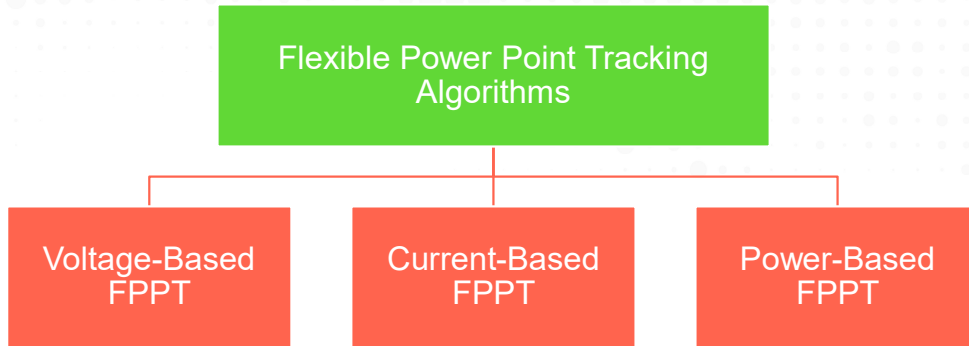 Flexible Power Point Tracking
Algorithms
Voltage-Based
FPPT
Current-Based
FPPT
Power-Based
FPPT